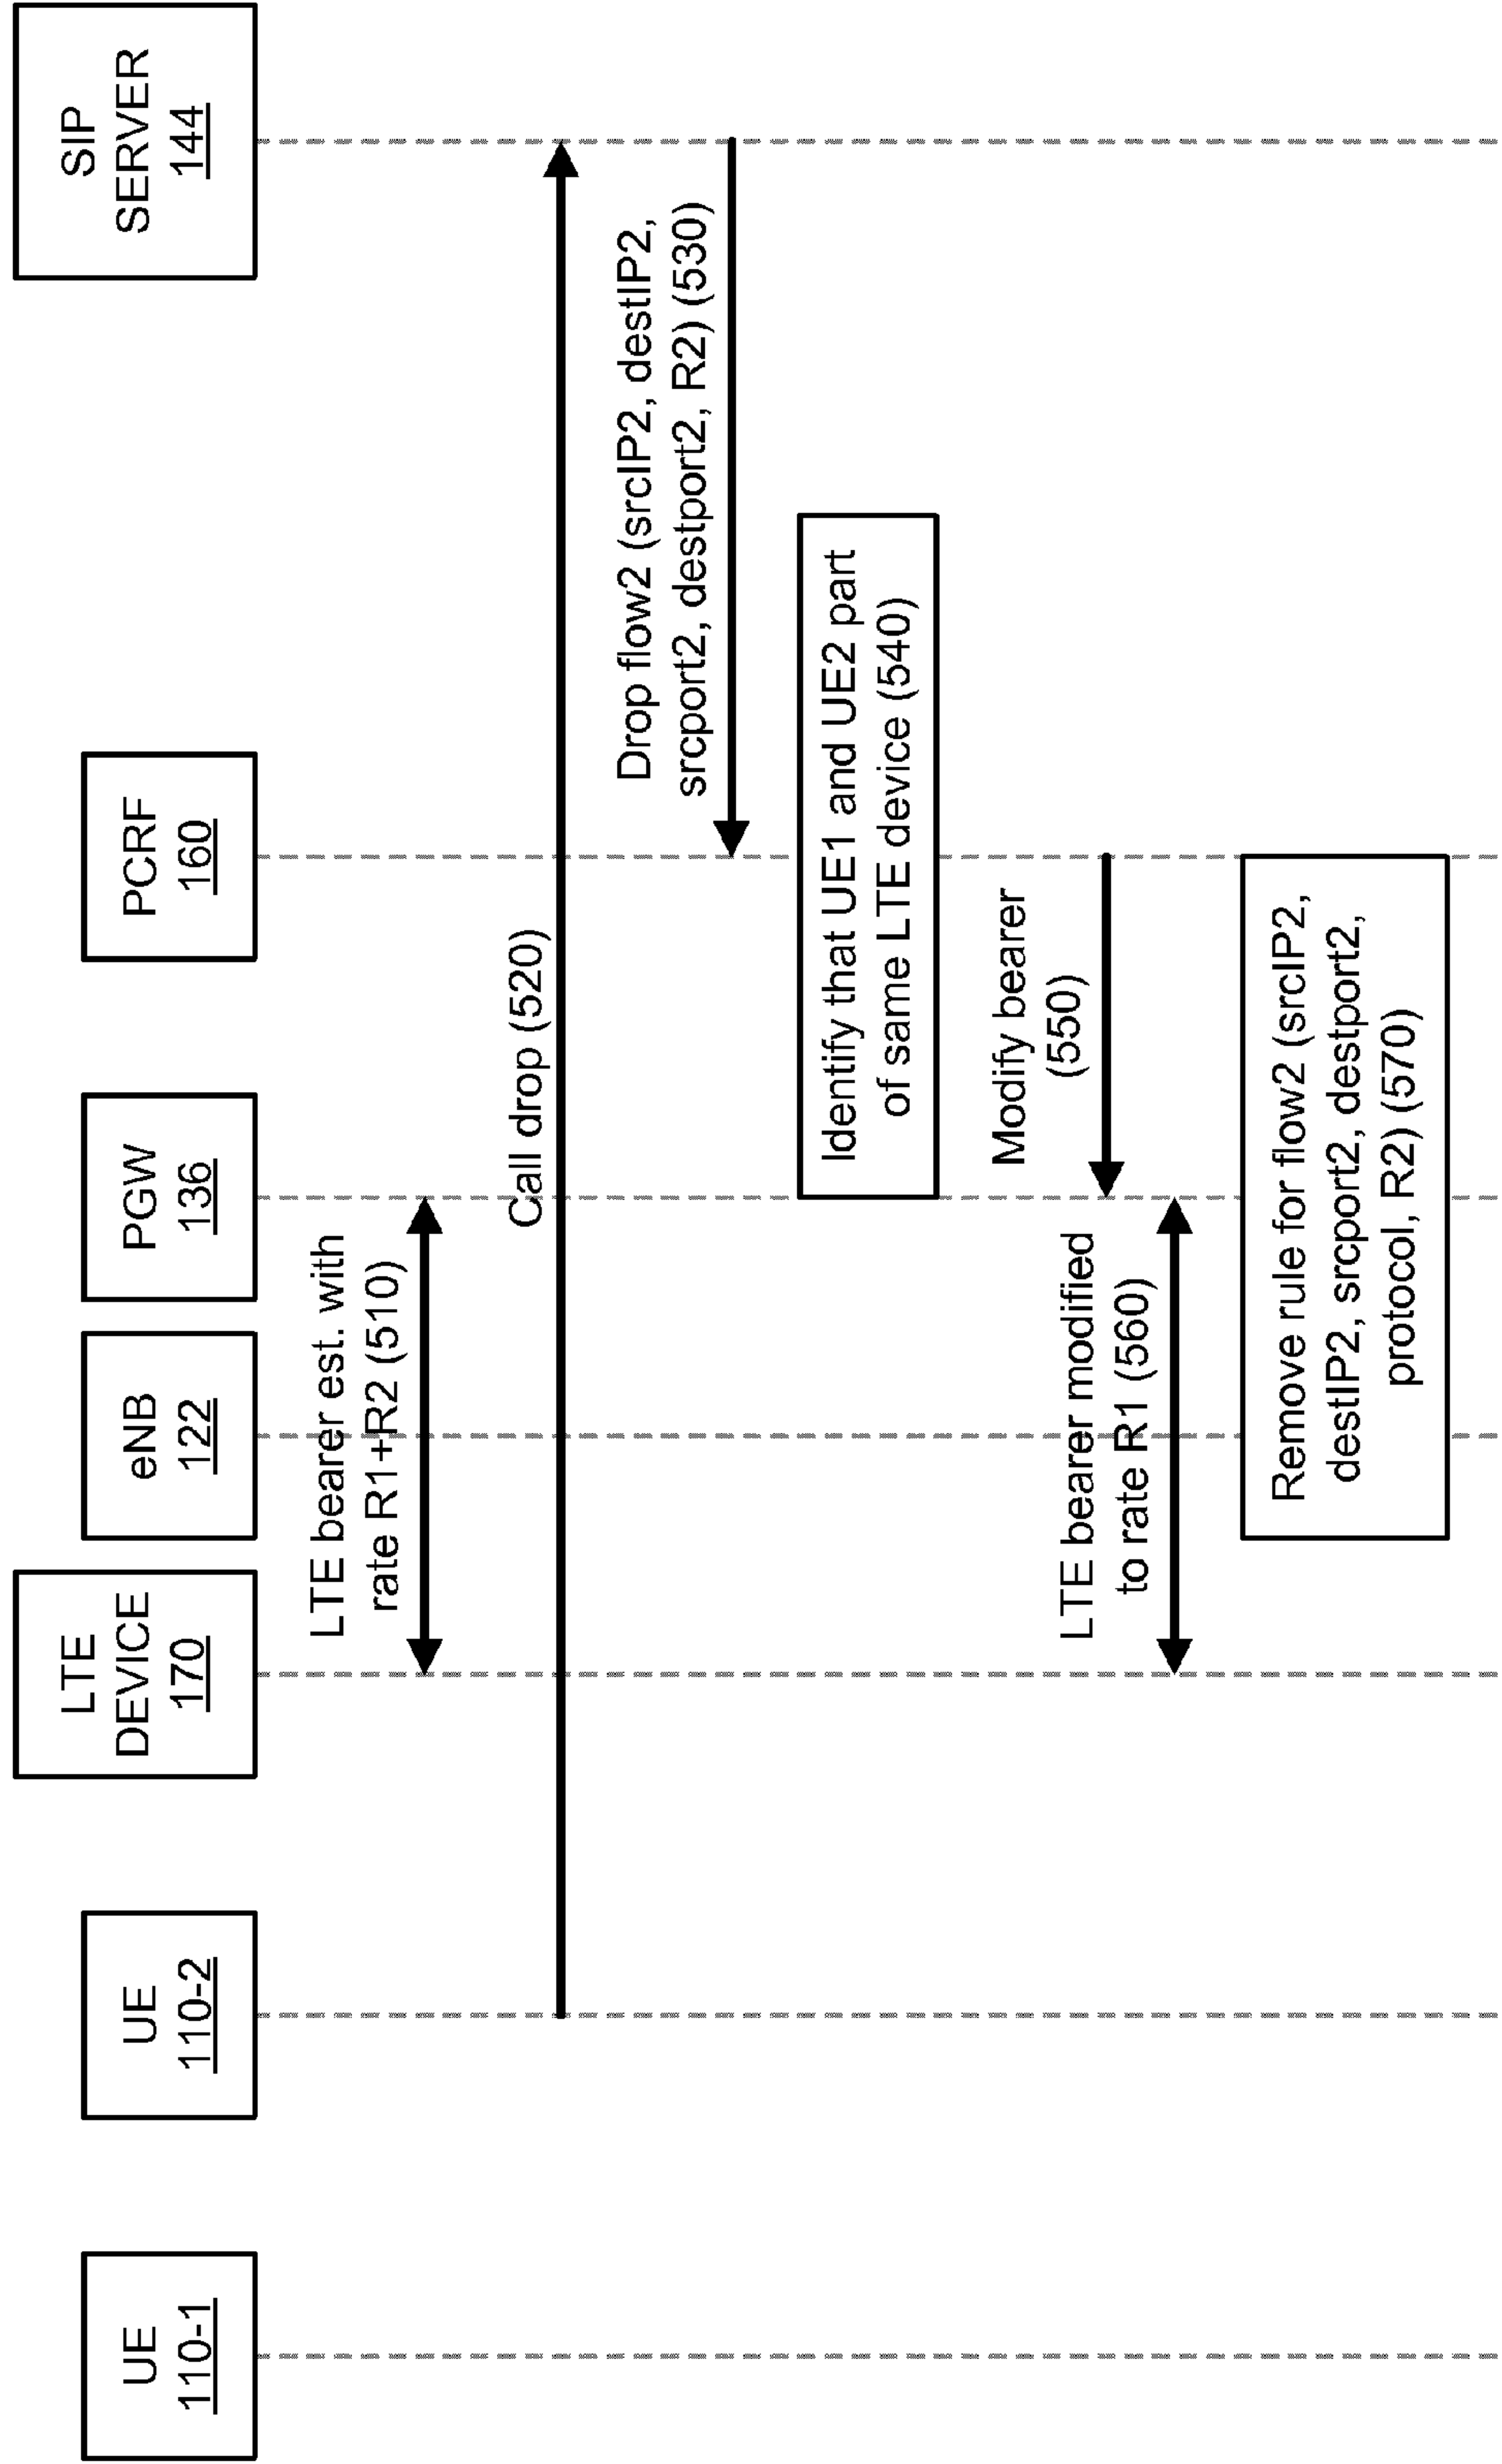 UE
110-1
UE
110-2
LTE
DEVICE
170
eNB
122
PGW
136
PCRF
160
SIP
SERVER
144
LTE bearer est. with
rate R1+R2 (510)
Call drop (520)
Drop flow2 (srcIP2, destIP2,
srcport2, destport2, R2) (530)
Identify that UE1 and UE2 part
of same LTE device (540)
Modify bearer
(550)
LTE bearer modified
to rate R1 (560)
Remove rule for flow2 (srcIP2,
destIP2, srcport2, destport2,
protocol, R2) (570)